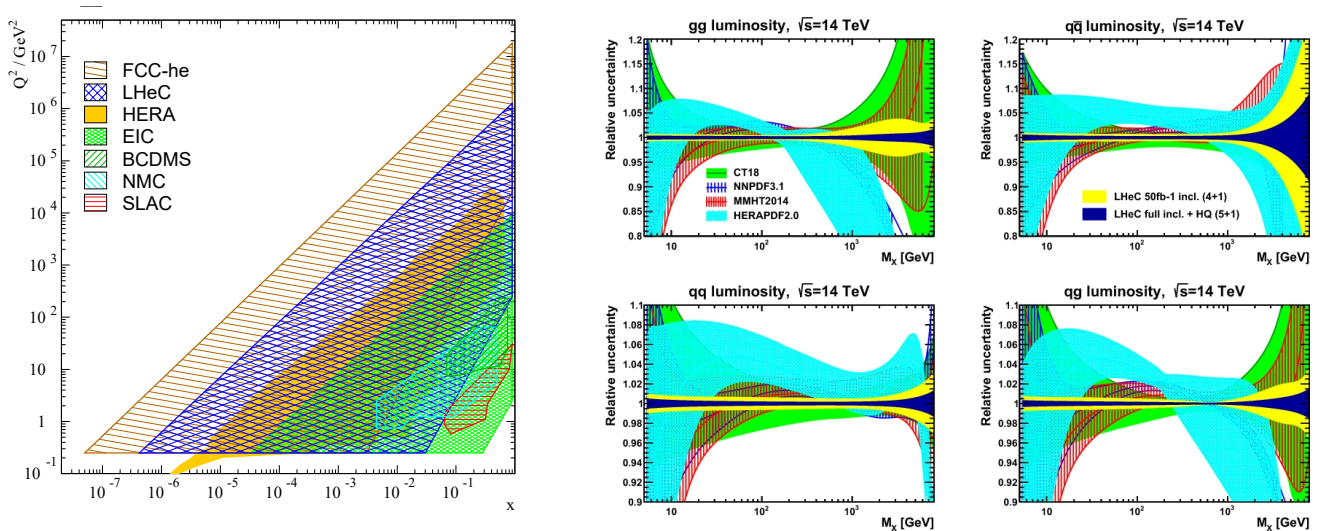 Q² / GeV²
10⁷
10⁶
10⁵
10⁴
10³
10²
10
1
10⁻¹
FCC-he
LHeC
HERA
EIC
BCDMS
NMC
SLAC
10⁻⁷ 10⁻⁶ 10⁻⁵ 10⁻⁴ 10⁻³ 10⁻² 10⁻¹
x
gg luminosity, √s=14 TeV
Relative uncertainty
1.2
1.15
1.1
1.05
1
0.95
0.9
0.85
0.8
CT18
NNPDF3.1
MMHT2014
HERAPDF2.0
10 10² 10³
M_X [GeV]
qq̄ luminosity, √s=14 TeV
Relative uncertainty
1.2
1.15
1.1
1.05
1
0.95
0.9
0.85
0.8
LHeC 50fb-1 incl. (4+1)
LHeC full incl. + HQ (5+1)
10 10² 10³
M_X [GeV]
qq luminosity, √s=14 TeV
Relative uncertainty
1.1
1.08
1.06
1.04
1.02
1
0.98
0.96
0.94
0.92
0.9
10 10² 10³
M_X [GeV]
qg luminosity, √s=14 TeV
Relative uncertainty
1.1
1.08
1.06
1.04
1.02
1
0.98
0.96
0.94
0.92
0.9
10 10² 10³
M_X [GeV]